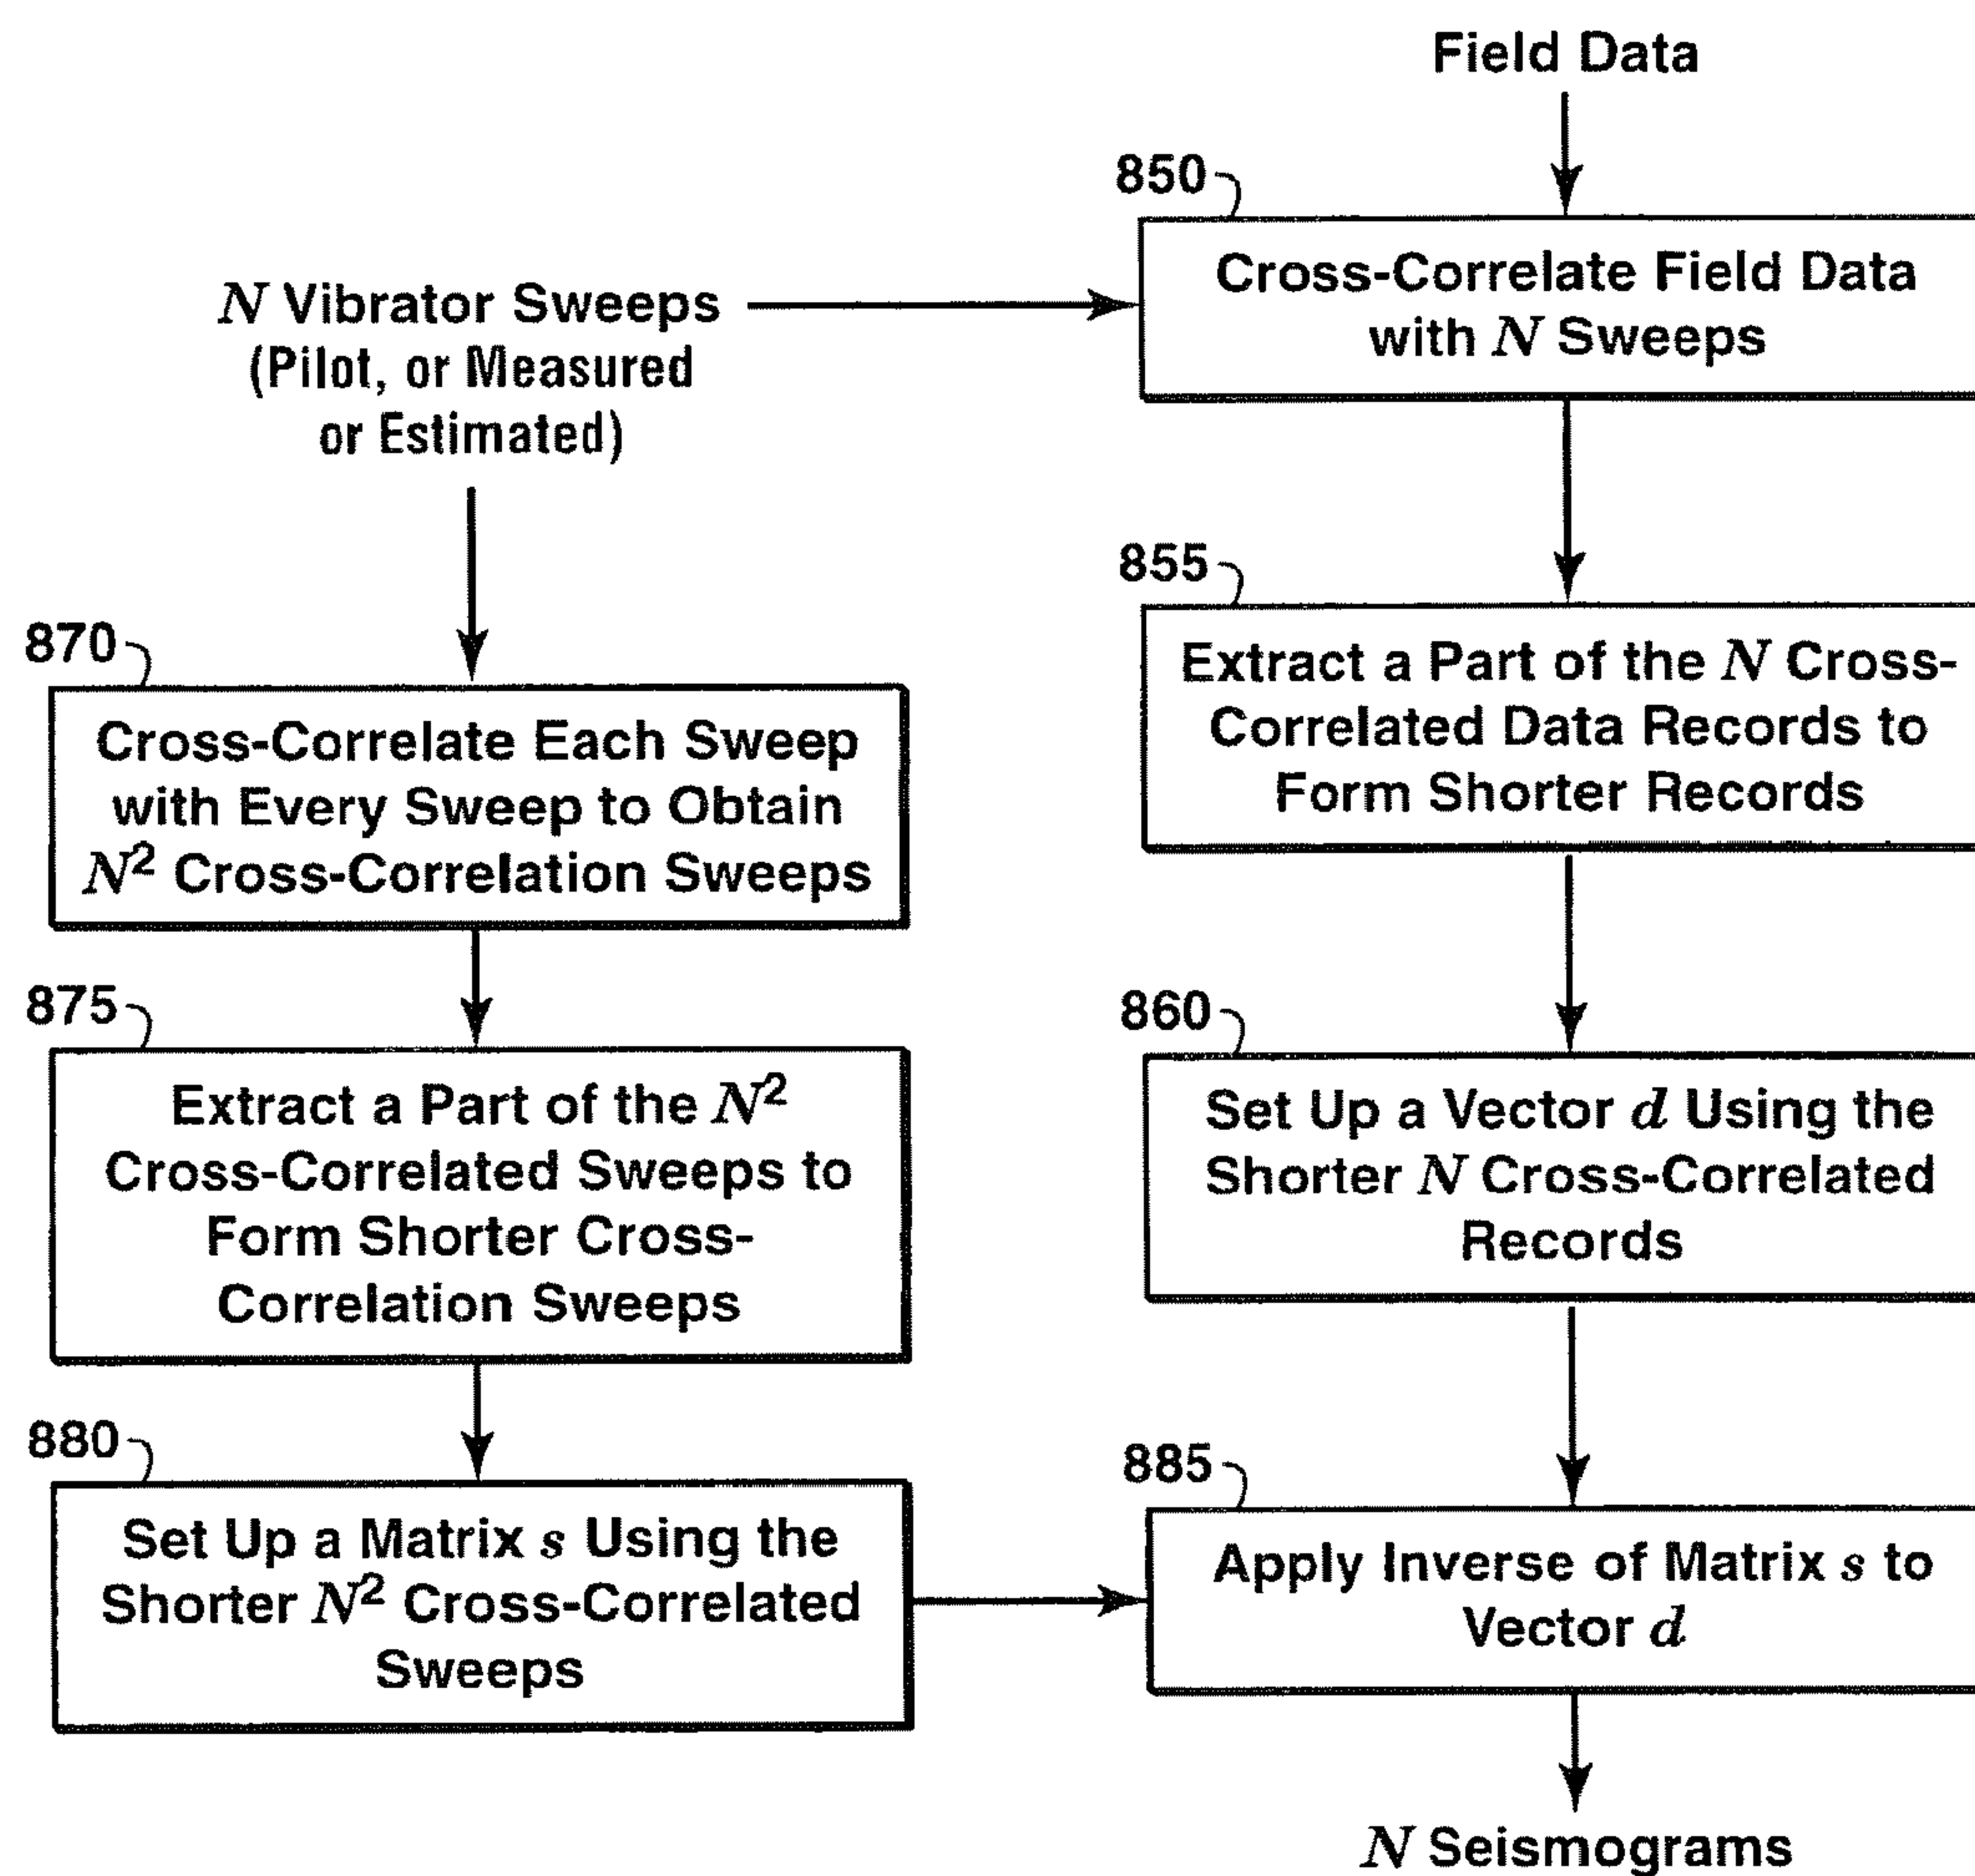 Field Data
850
Cross-Correlate Field Data
with N Sweeps
N Vibrator Sweeps
(Pilot, or Measured
or Estimated)
855
Extract a Part of the N Cross-
Correlated Data Records to
Form Shorter Records
870
Cross-Correlate Each Sweep
with Every Sweep to Obtain
N² Cross-Correlation Sweeps
875
Extract a Part of the N²
Cross-Correlated Sweeps to
Form Shorter Cross-
Correlation Sweeps
860
Set Up a Vector d Using the
Shorter N Cross-Correlated
Records
880
Set Up a Matrix s Using the
Shorter N² Cross-Correlated
Sweeps
885
Apply Inverse of Matrix s to
Vector d
N Seismograms